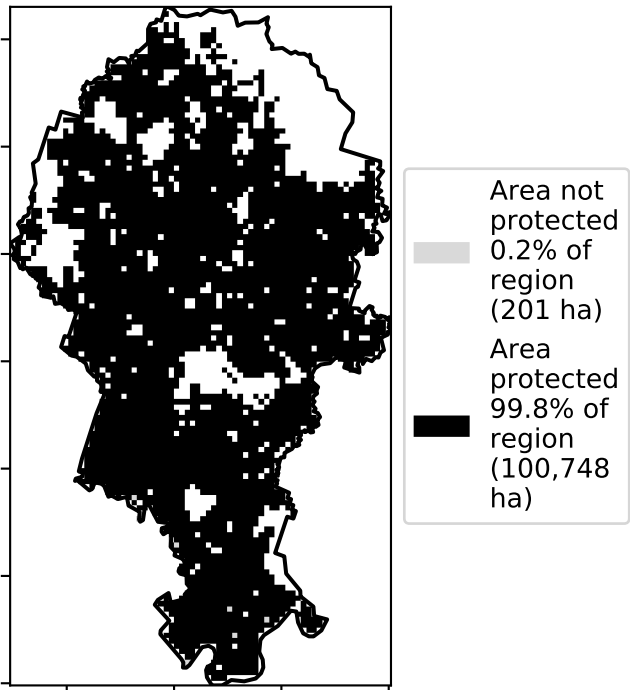 Area not
protected
0.2% of
region
(201 ha)
Area
protected
99.8% of
region
(100,748
ha)